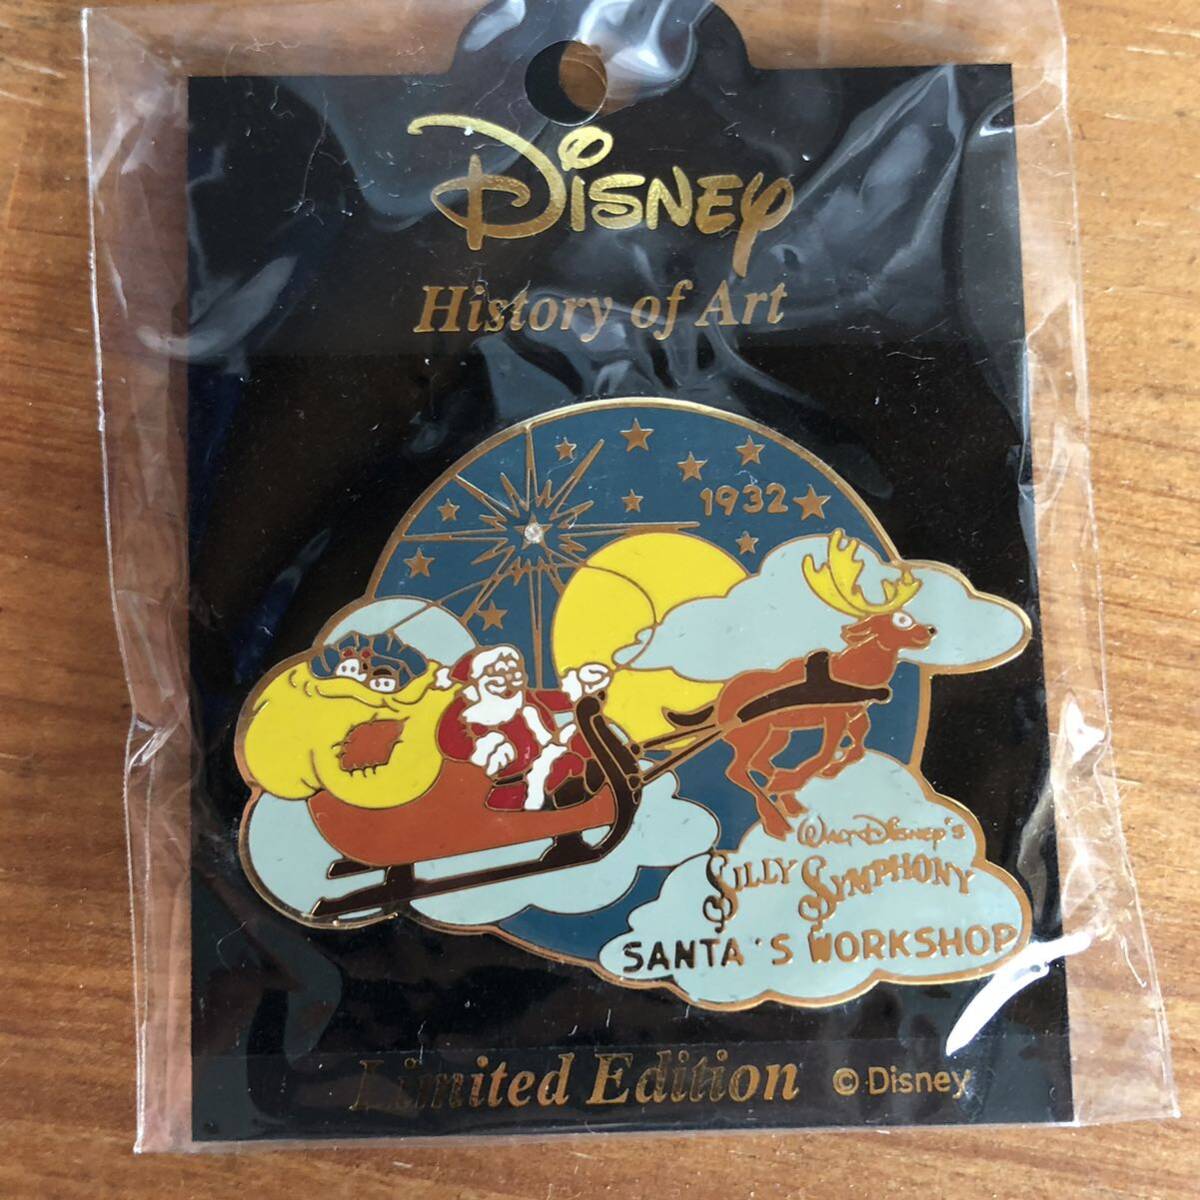 Disney
History of Art
1932
Walt Disney's
Silly Symphony
SANTA'S WORKSHOP
Limited Edition © Disney